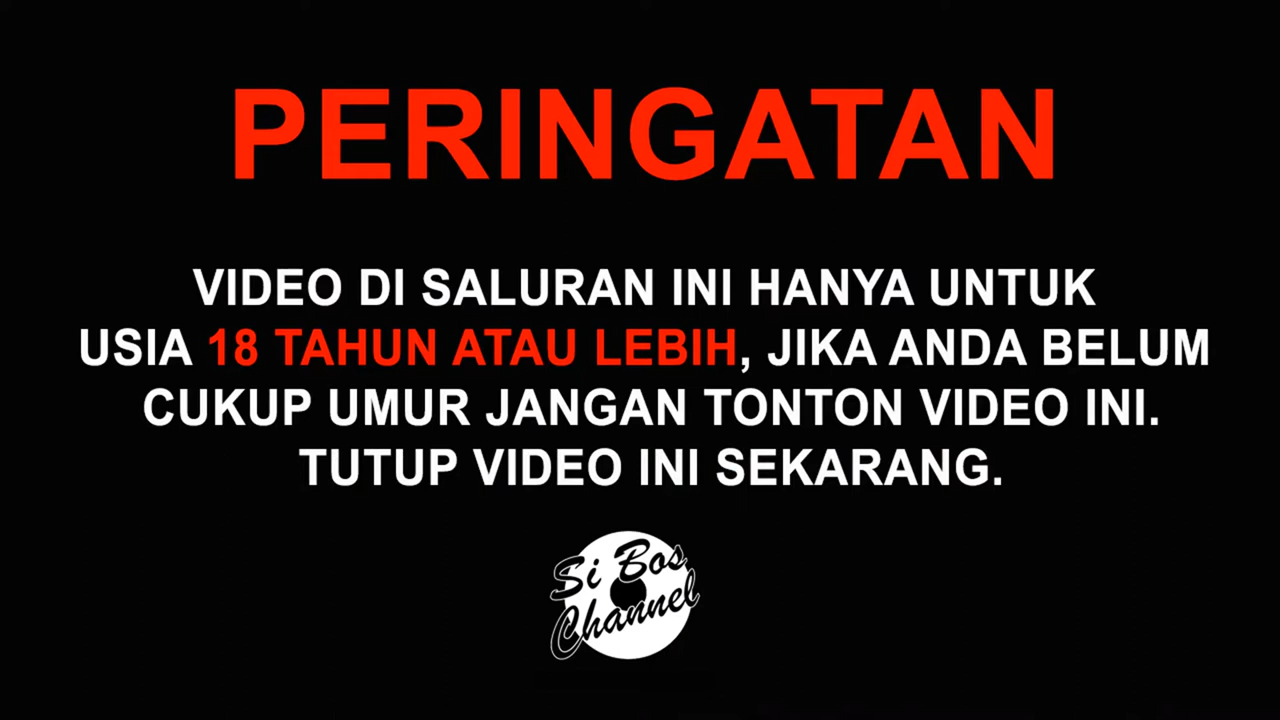 PERINGATAN
VIDEO DI SALURAN INI HANYA UNTUK
USIA 18 TAHUN ATAU LEBIH, JIKA ANDA BELUM
CUKUP UMUR JANGAN TONTON VIDEO INI.
TUTUP VIDEO INI SEKARANG.
Si Bos
Channel